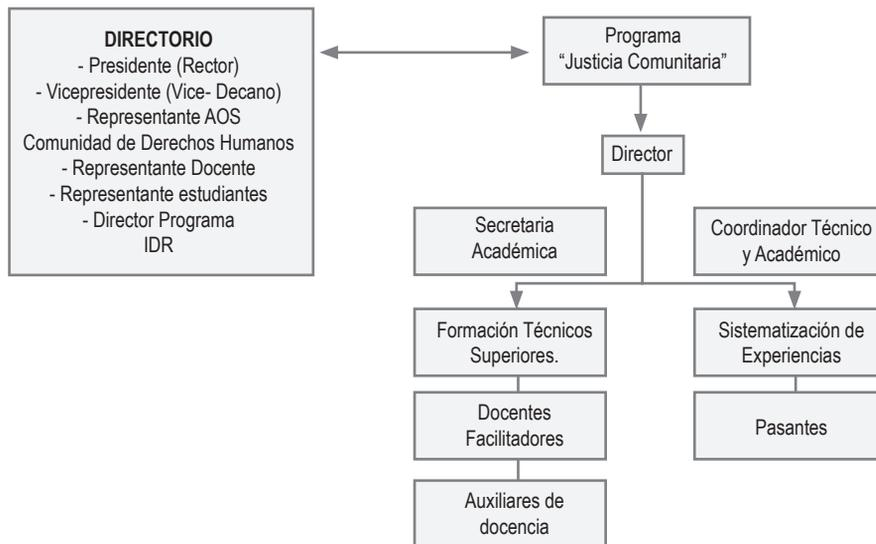 DIRECTORIO
- Presidente (Rector)
- Vicepresidente (Vice- Decano)
- Representante AOS
Comunidad de Derechos Humanos
- Representante Docente
- Representante estudiantes
- Director Programa
IDR
Programa
“Justicia Comunitaria”
Director
Secretaria
Académica
Coordinador Técnico
y Académico
Formación Técnicos
Superiores.
Sistematización de
Experiencias
Docentes
Facilitadores
Pasantes
Auxiliares de
docencia